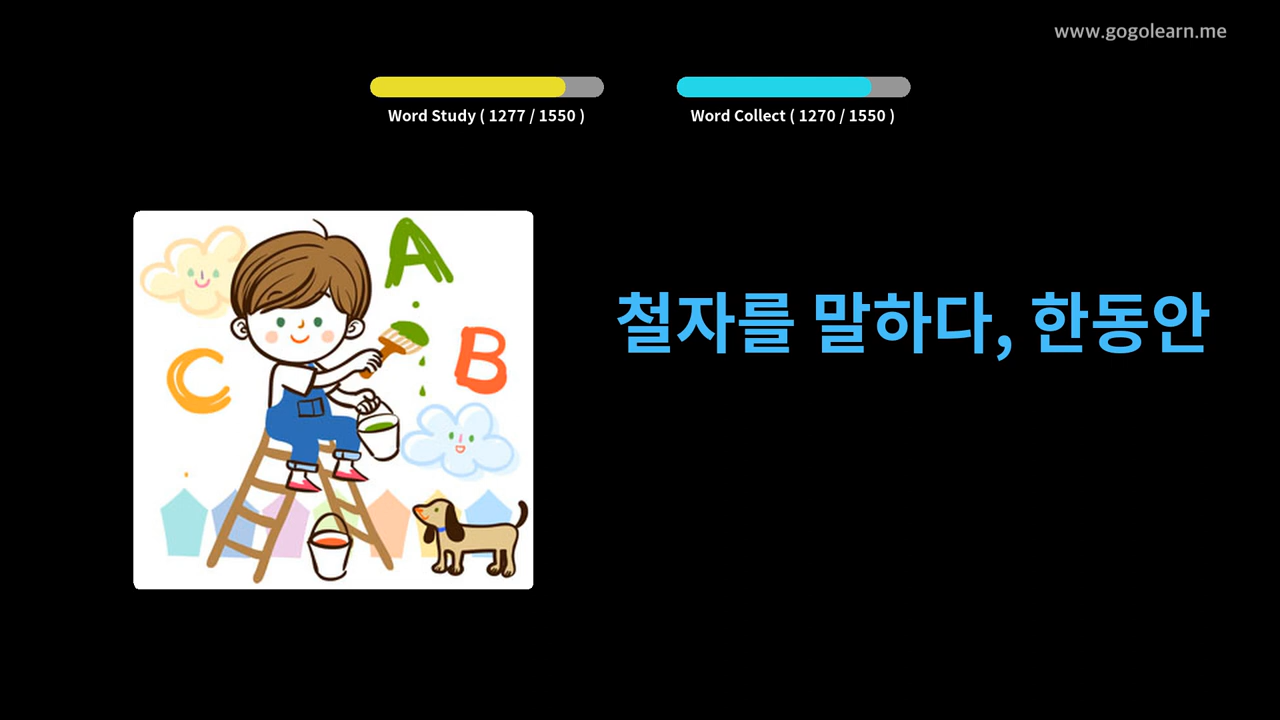 www.gogolearn.me
Word Study ( 1277 / 1550 )
Word Collect ( 1270 / 1550 )
A
B
C
철자를 말하다, 한동안